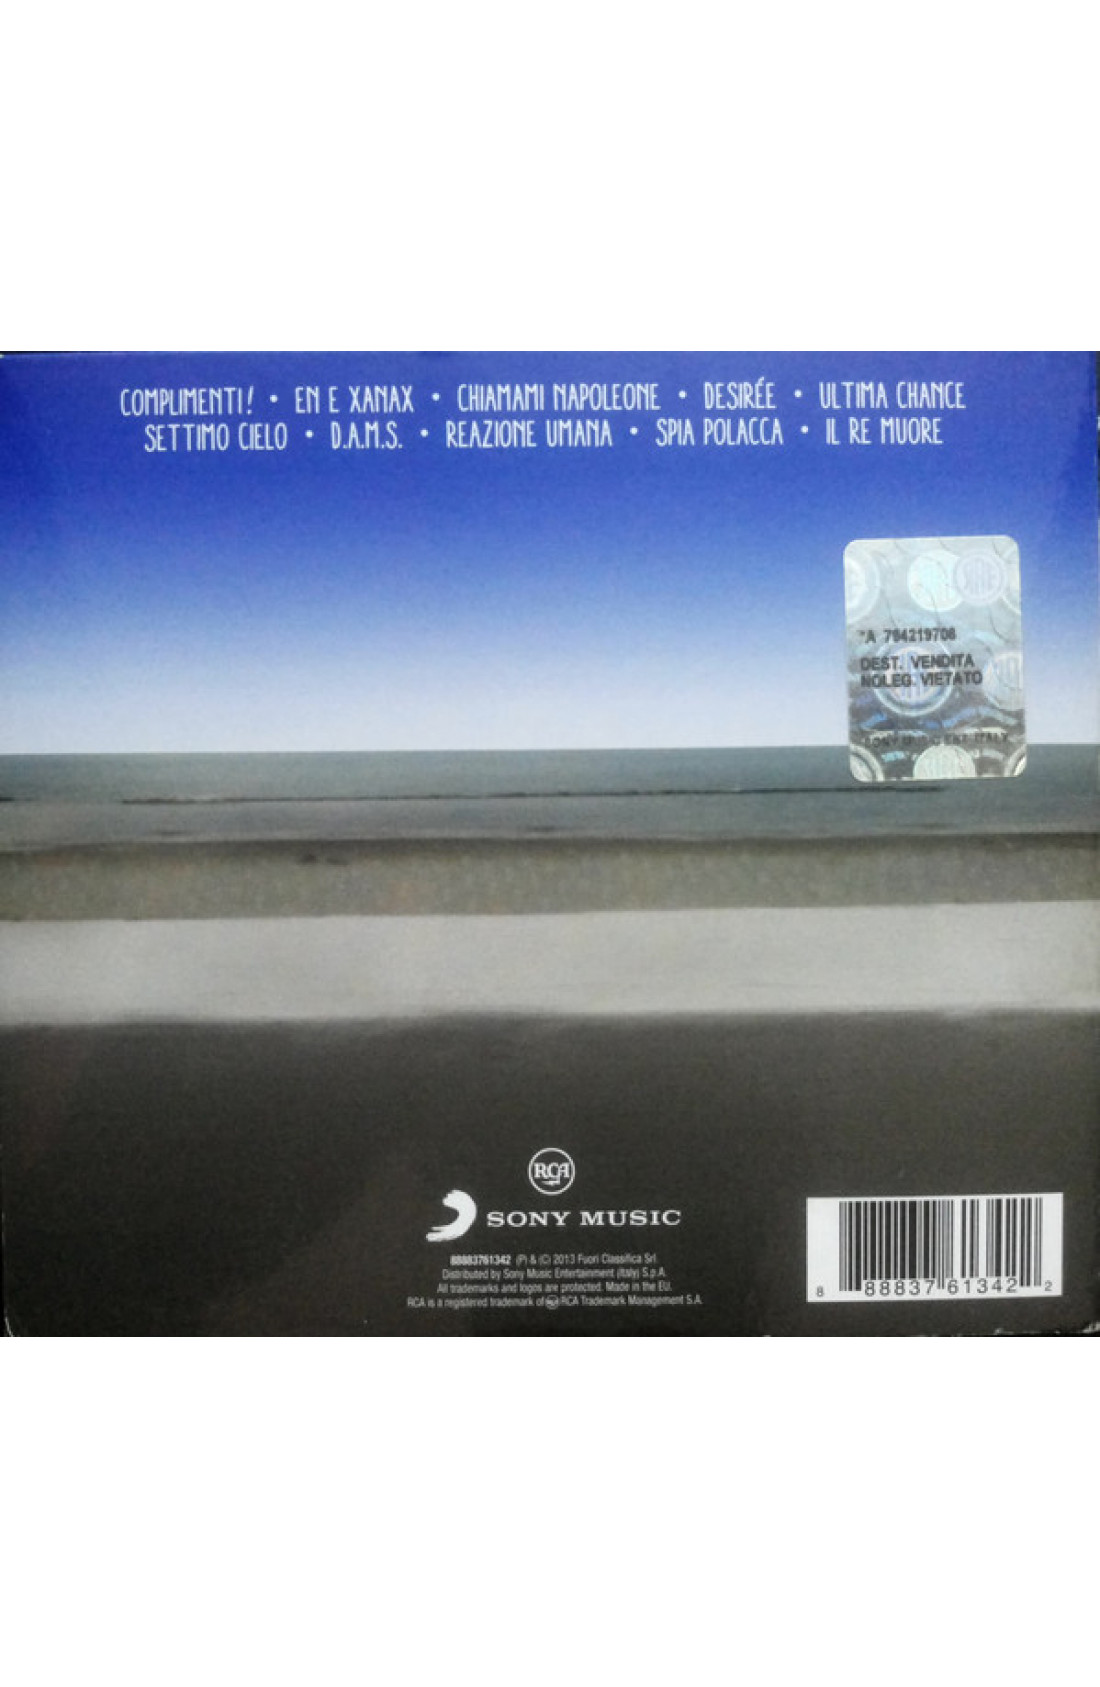 COMPLIMENTI! • EN E XANAX • CHIAMAMI NAPOLEONE • DESIRÉE • ULTIMA CHANCE
SETTIMO CIELO • D.A.M.S. • REAZIONE UMANA • SPIA POLACCA • IL RE MUORE
"A 784219708
DEST. VENDITA
NOLEG. VIETATO
ENT ITALY
RCA
SONY MUSIC
88883761342 (P) & (C) 2013 Fuori Classifica Srl
Distributed by Sony Music Entertainment (Italy) S.p.A.
All trademarks and logos are protected. Made in the EU.
RCA is a registered trademark of RCA Trademark Management S.A.
8 88837 61342 2